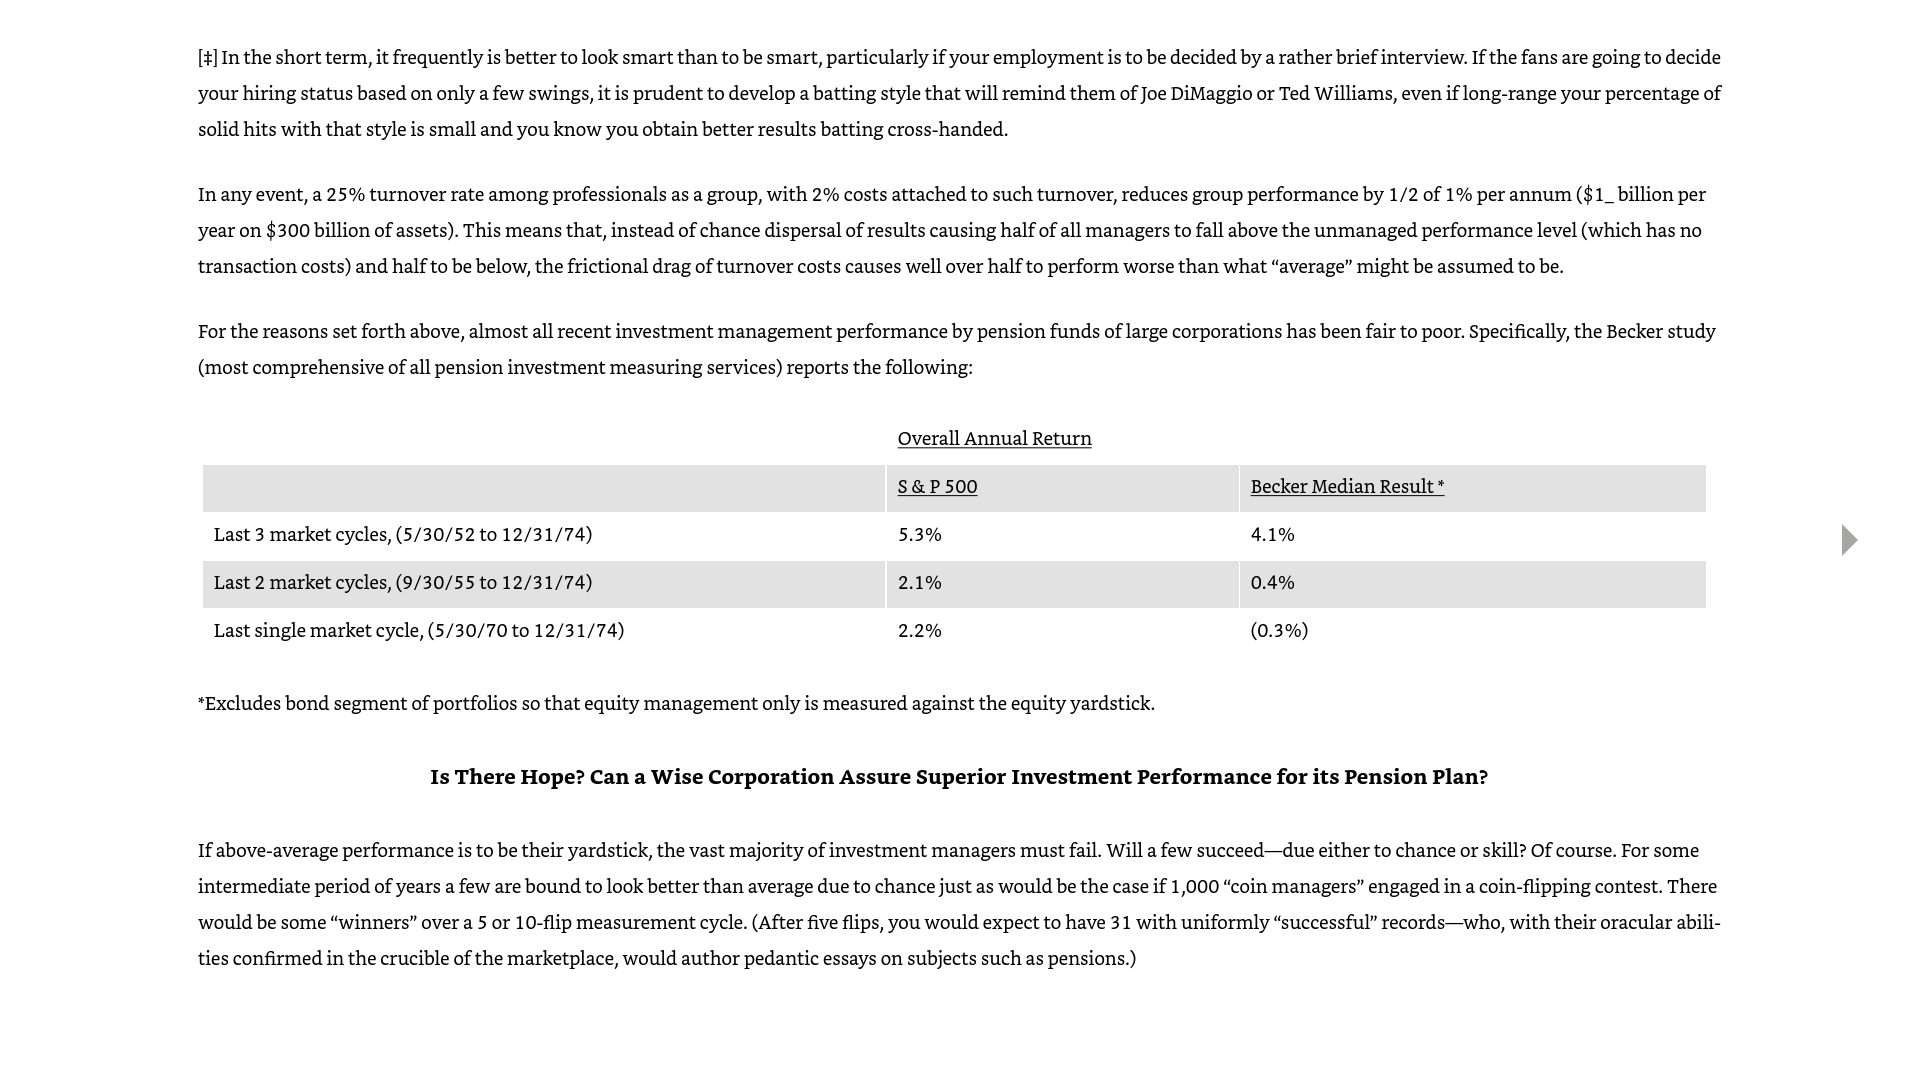 [‡] In the short term, it frequently is better to look smart than to be smart, particularly if your employment is to be decided by a rather brief interview. If the fans are going to decide
your hiring status based on only a few swings, it is prudent to develop a batting style that will remind them of Joe DiMaggio or Ted Williams, even if long-range your percentage of
solid hits with that style is small and you know you obtain better results batting cross-handed.
In any event, a 25% turnover rate among professionals as a group, with 2% costs attached to such turnover, reduces group performance by 1/2 of 1% per annum ($1_ billion per
year on $300 billion of assets). This means that, instead of chance dispersal of results causing half of all managers to fall above the unmanaged performance level (which has no
transaction costs) and half to be below, the frictional drag of turnover costs causes well over half to perform worse than what “average” might be assumed to be.
For the reasons set forth above, almost all recent investment management performance by pension funds of large corporations has been fair to poor. Specifically, the Becker study
(most comprehensive of all pension investment measuring services) reports the following:
Overall Annual Return
S & P 500 Becker Median Result *
Last 3 market cycles, (5/30/52 to 12/31/74) 5.3% 4.1%
Last 2 market cycles, (9/30/55 to 12/31/74) 2.1% 0.4%
Last single market cycle, (5/30/70 to 12/31/74) 2.2% (0.3%)
*Excludes bond segment of portfolios so that equity management only is measured against the equity yardstick.
Is There Hope? Can a Wise Corporation Assure Superior Investment Performance for its Pension Plan?
If above-average performance is to be their yardstick, the vast majority of investment managers must fail. Will a few succeed—due either to chance or skill? Of course. For some
intermediate period of years a few are bound to look better than average due to chance just as would be the case if 1,000 “coin managers” engaged in a coin-flipping contest. There
would be some “winners” over a 5 or 10-flip measurement cycle. (After five flips, you would expect to have 31 with uniformly “successful” records—who, with their oracular abili-
ties confirmed in the crucible of the marketplace, would author pedantic essays on subjects such as pensions.)